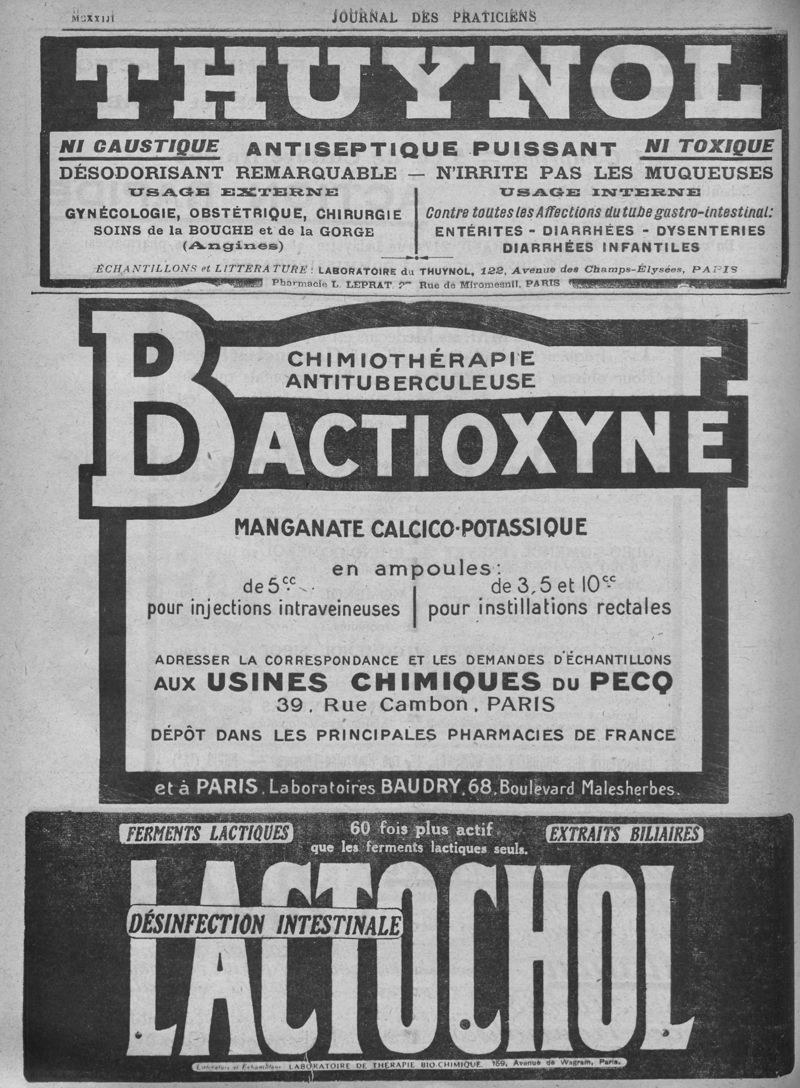 MCXXIIJ
JOURNAL DES PRATICIENS
THUYNOL
NI CAUSTIQUE ANTISEPTIQUE PUISSANT NI TOXIQUE
DÉSODORISANT REMARQUABLE — N'IRRITE PAS LES MUQUEUSES
USAGE EXTERNE
GYNÉCOLOGIE, OBSTÉTRIQUE, CHIRURGIE
SOINS de la BOUCHE et de la GORGE
(Angines)
USAGE INTERNE
Contre toutes les Affections du tube gastro-intestinal:
ENTÉRITES - DIARRHÉES - DYSENTERIES
DIARRHÉES INFANTILES
ÉCHANTILLONS et LITTÉRATURE: LABORATOIRE du THUYNOL, 122, Avenue des Champs-Élysées, PARIS
Pharmacie L. LEPRAT, Rue de Miromesnil, PARIS
CHIMIOTHÉRAPIE
ANTITUBERCULEUSE
BACTIOXYNE
MANGANATE CALCICO-POTASSIQUE
en ampoules:
de 5cc
pour injections intraveineuses
de 3,5 et 10cc
pour instillations rectales
ADRESSER LA CORRESPONDANCE ET LES DEMANDES D'ÉCHANTILLONS
AUX USINES CHIMIQUES DU PECQ
39, Rue Cambon, PARIS
DÉPÔT DANS LES PRINCIPALES PHARMACIES DE FRANCE
et à PARIS, Laboratoires BAUDRY, 68, Boulevard Malesherbes.
FERMENTS LACTIQUES
60 fois plus actif
que les ferments lactiques seuls.
EXTRAITS BILIAIRES
LACTOCHOL
DÉSINFECTION INTESTINALE
Littérature et Échantillons: LABORATOIRE DE THÉRAPIE BIO-CHIMIQUE, 159, Avenue de Wagram, Paris.